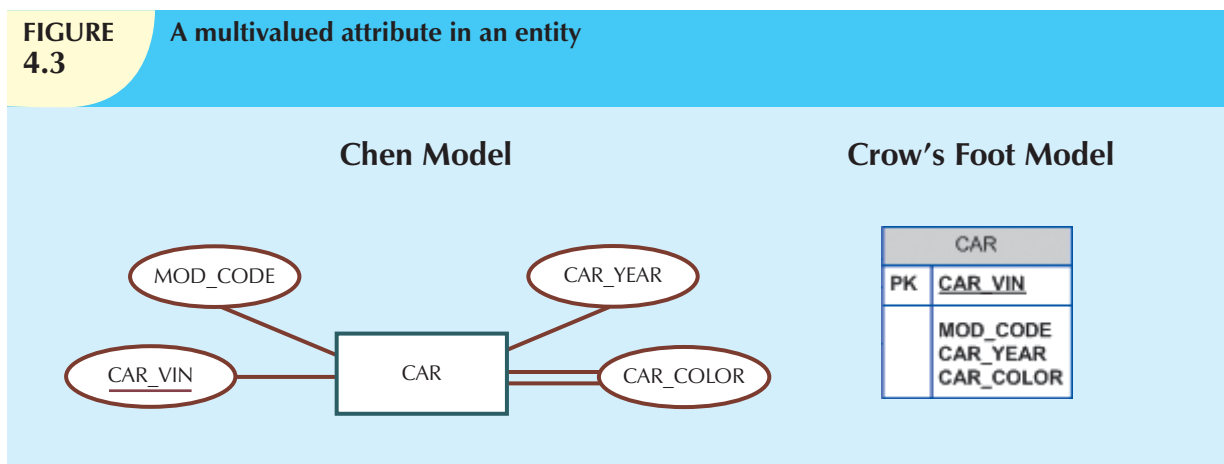 FIGURE
4.3
A multivalued attribute in an entity
Chen Model
MOD_CODE
CAR_YEAR
CAR_VIN
CAR
CAR_COLOR
Crow's Foot Model
CAR
PK CAR_VIN
MOD_CODE
CAR_YEAR
CAR_COLOR